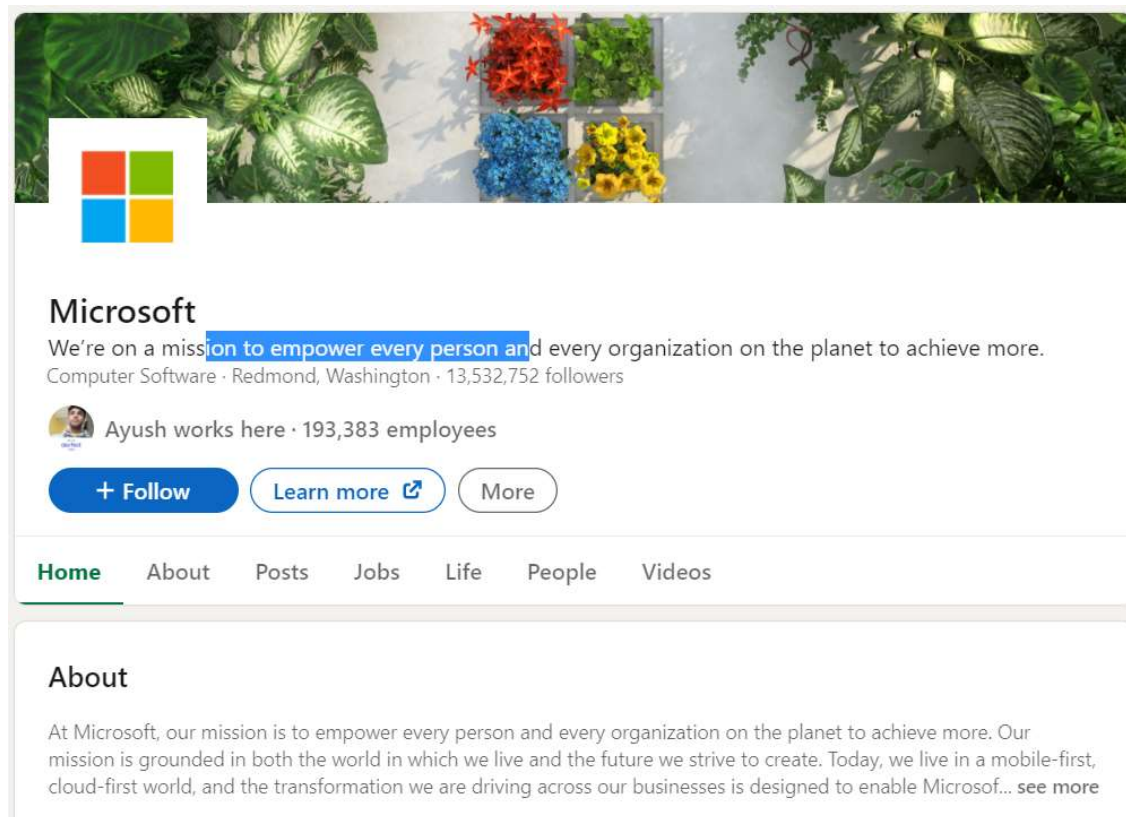 Microsoft
We're on a mission to empower every person and every organization on the planet to achieve more.
Computer Software · Redmond, Washington · 13,532,752 followers
Ayush works here · 193,383 employees
+ Follow Learn more More
Home About Posts Jobs Life People Videos
About
At Microsoft, our mission is to empower every person and every organization on the planet to achieve more. Our
mission is grounded in both the world in which we live and the future we strive to create. Today, we live in a mobile-first,
cloud-first world, and the transformation we are driving across our businesses is designed to enable Microsof... see more